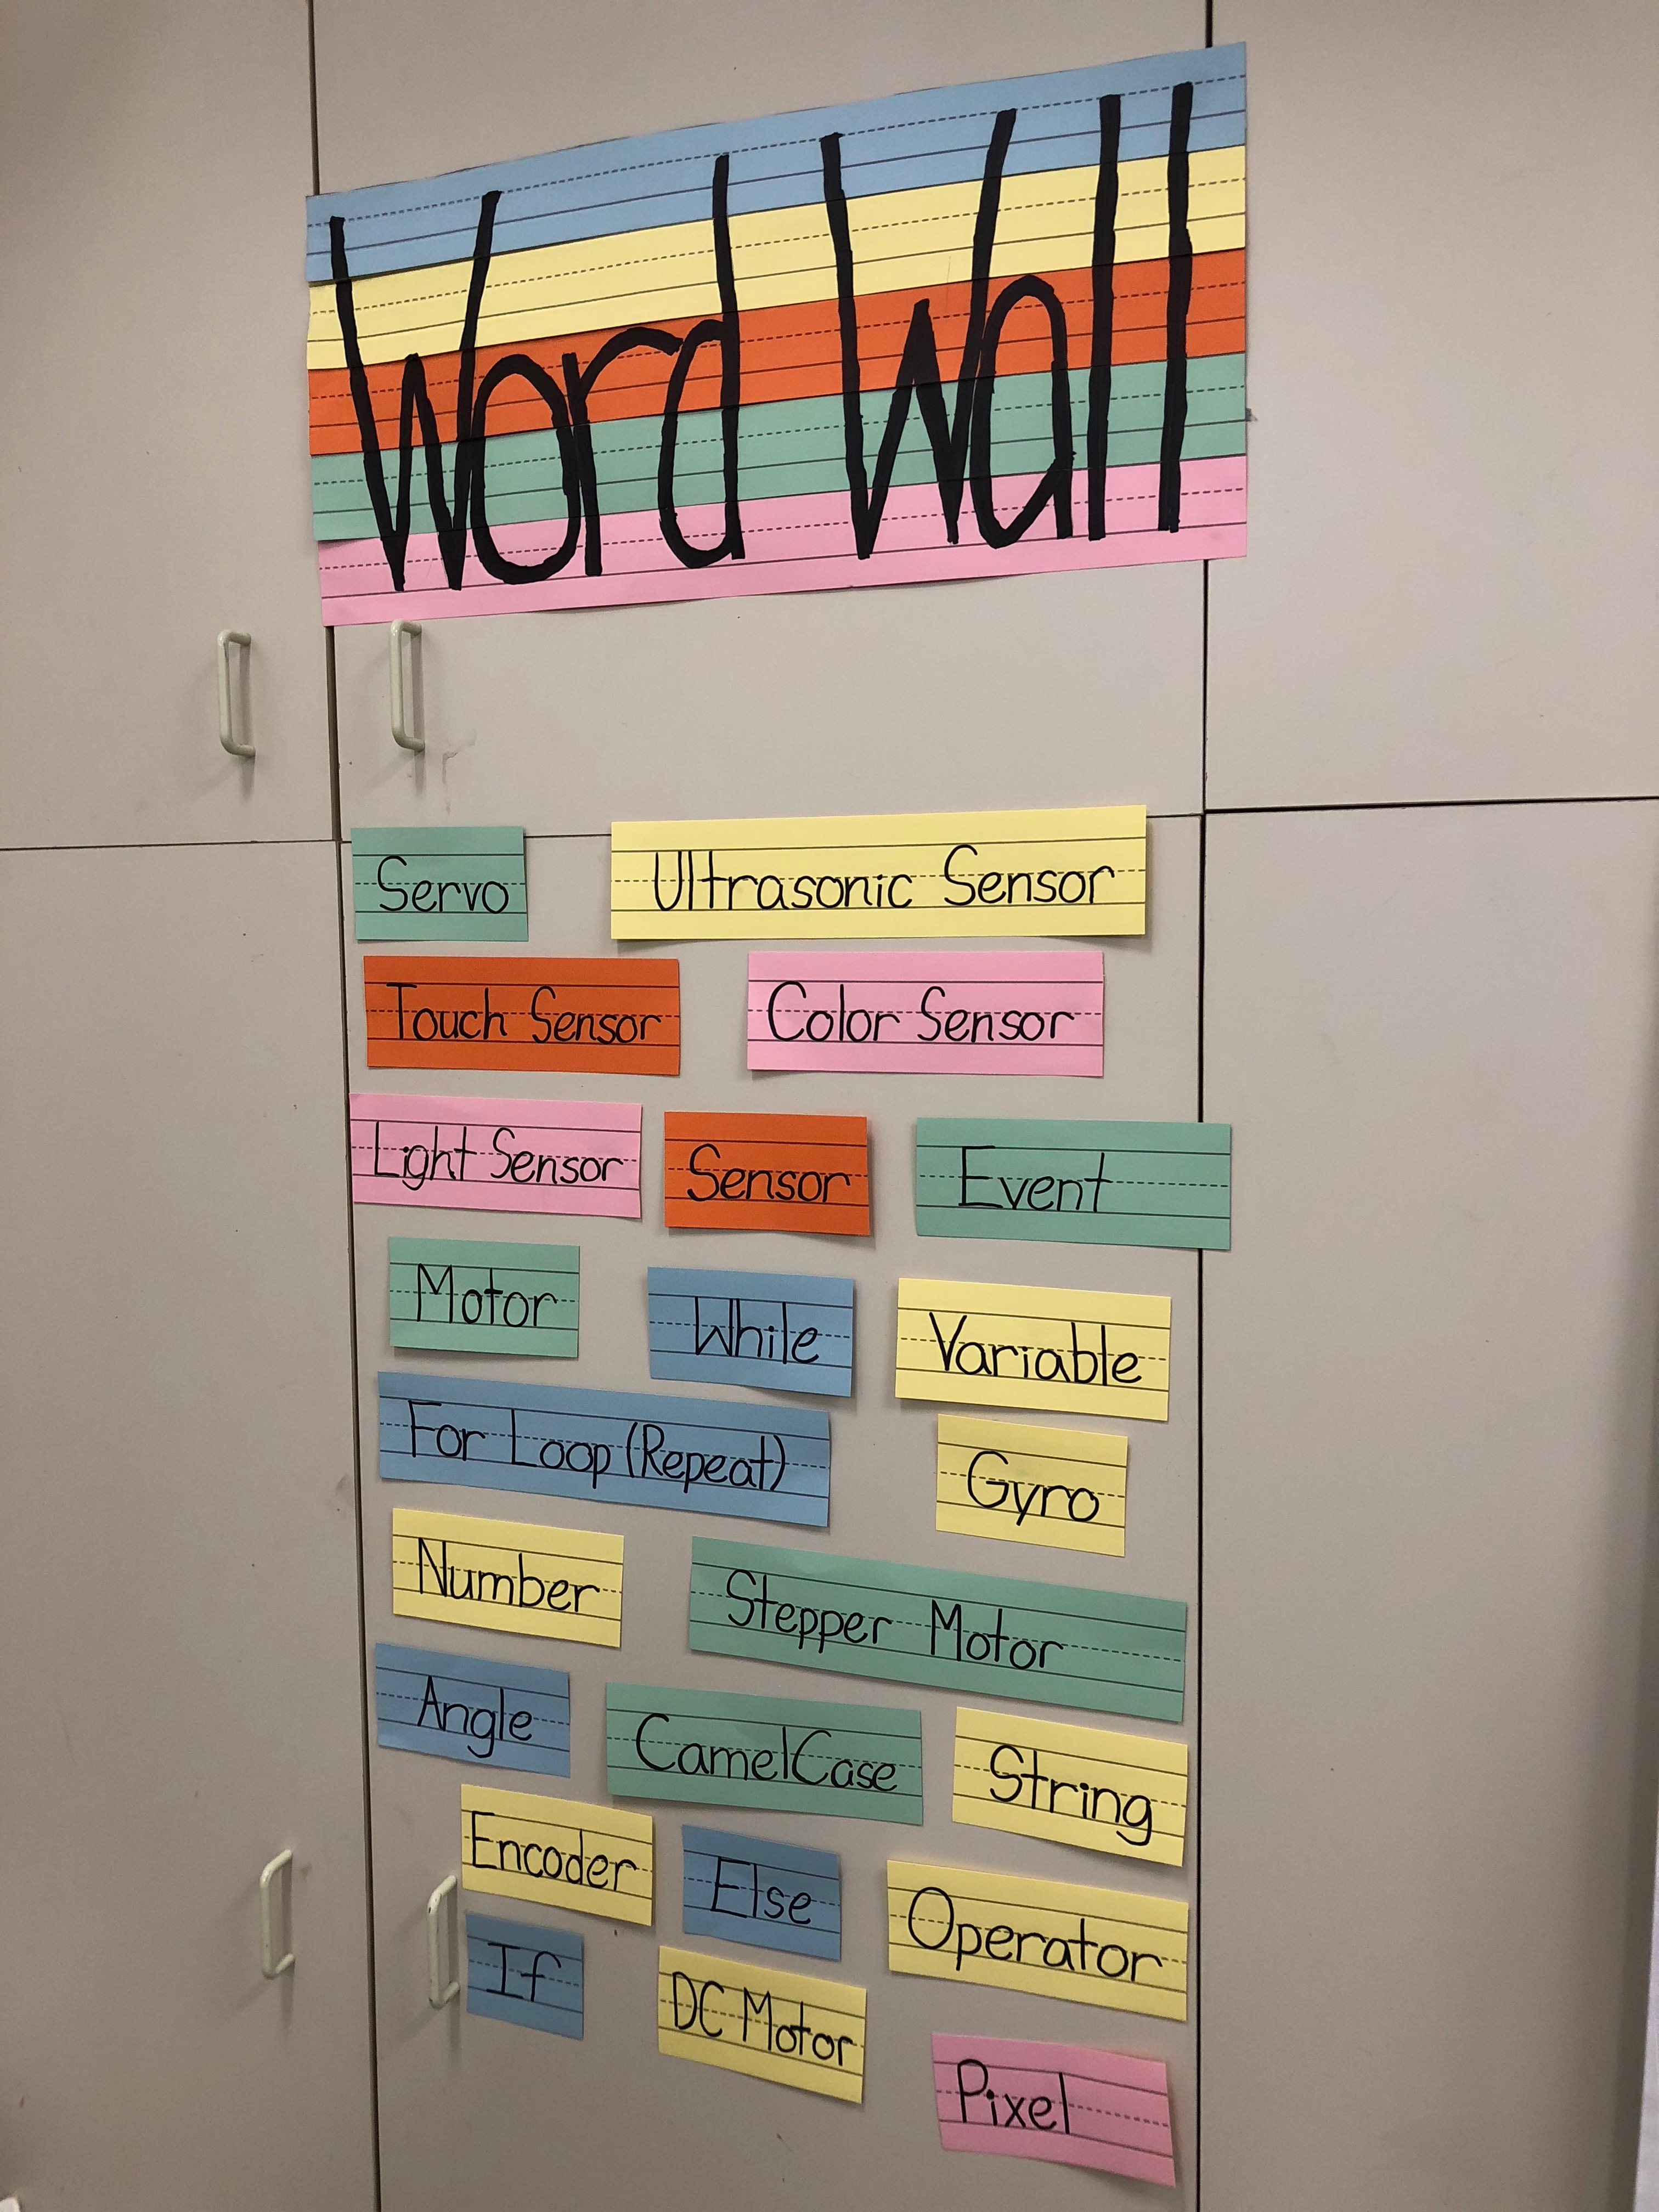 Word Wall
Servo
Ultrasonic Sensor
Touch Sensor
Color Sensor
Light Sensor
Sensor
Event
Motor
While
Variable
For Loop (Repeat)
Gyro
Number
Stepper Motor
Angle
CamelCase
String
Encoder
Else
Operator
If
DC Motor
Pixel